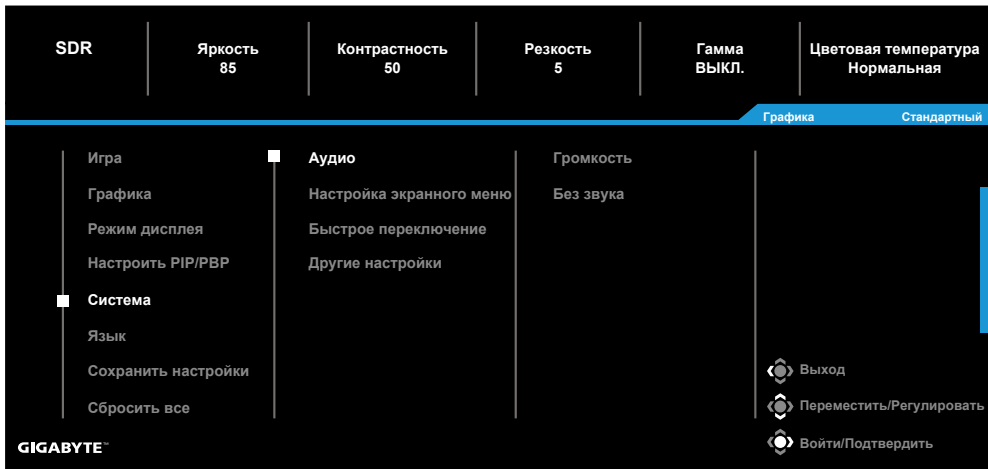 SDR Яркость Контрастность Резкость Гамма Цветовая температура
85 50 5 ВЫКЛ. Нормальная
Графика Стандартный
Игра Аудио Громкость
Графика Настройка экранного меню Без звука
Режим дисплея Быстрое переключение
Настроить PIP/PBP Другие настройки
Система
Язык
Сохранить настройки
Сбросить все
Выход
Переместить/Регулировать
Войти/Подтвердить
GIGABYTE™